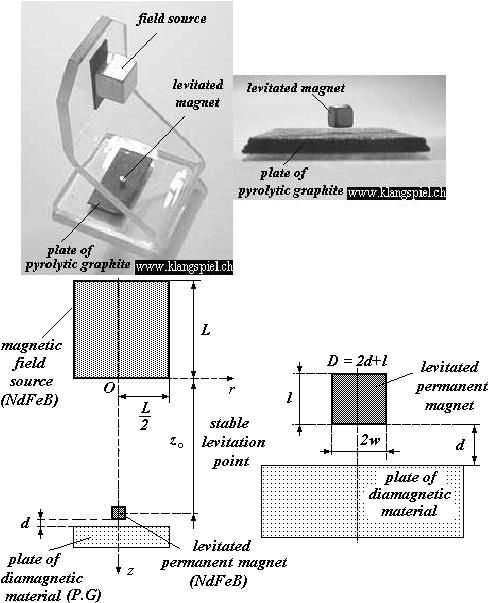 field source
levitated
magnet
plate of
pyrolytic graphite
www.klangspiel.ch
levitated magnet
plate of
pyrolytic graphite
www.klangspiel.ch
magnetic
field
source
(NdFeB)
L
O
r
L
2
zo
stable
levitation
point
d
plate of
diamagnetic
material (P.G)
z
levitated
permanent magnet
(NdFeB)
D = 2d+l
levitated
permanent
magnet
l
2w
d
plate of
diamagnetic
material